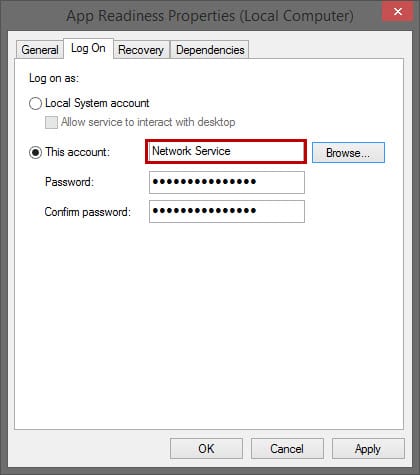 App Readiness Properties (Local Computer)
General Log On Recovery Dependencies
Log on as:
Local System account
Allow service to interact with desktop
This account: Network Service Browse...
Password: •••••••••••••••
Confirm password: •••••••••••••••
OK Cancel Apply